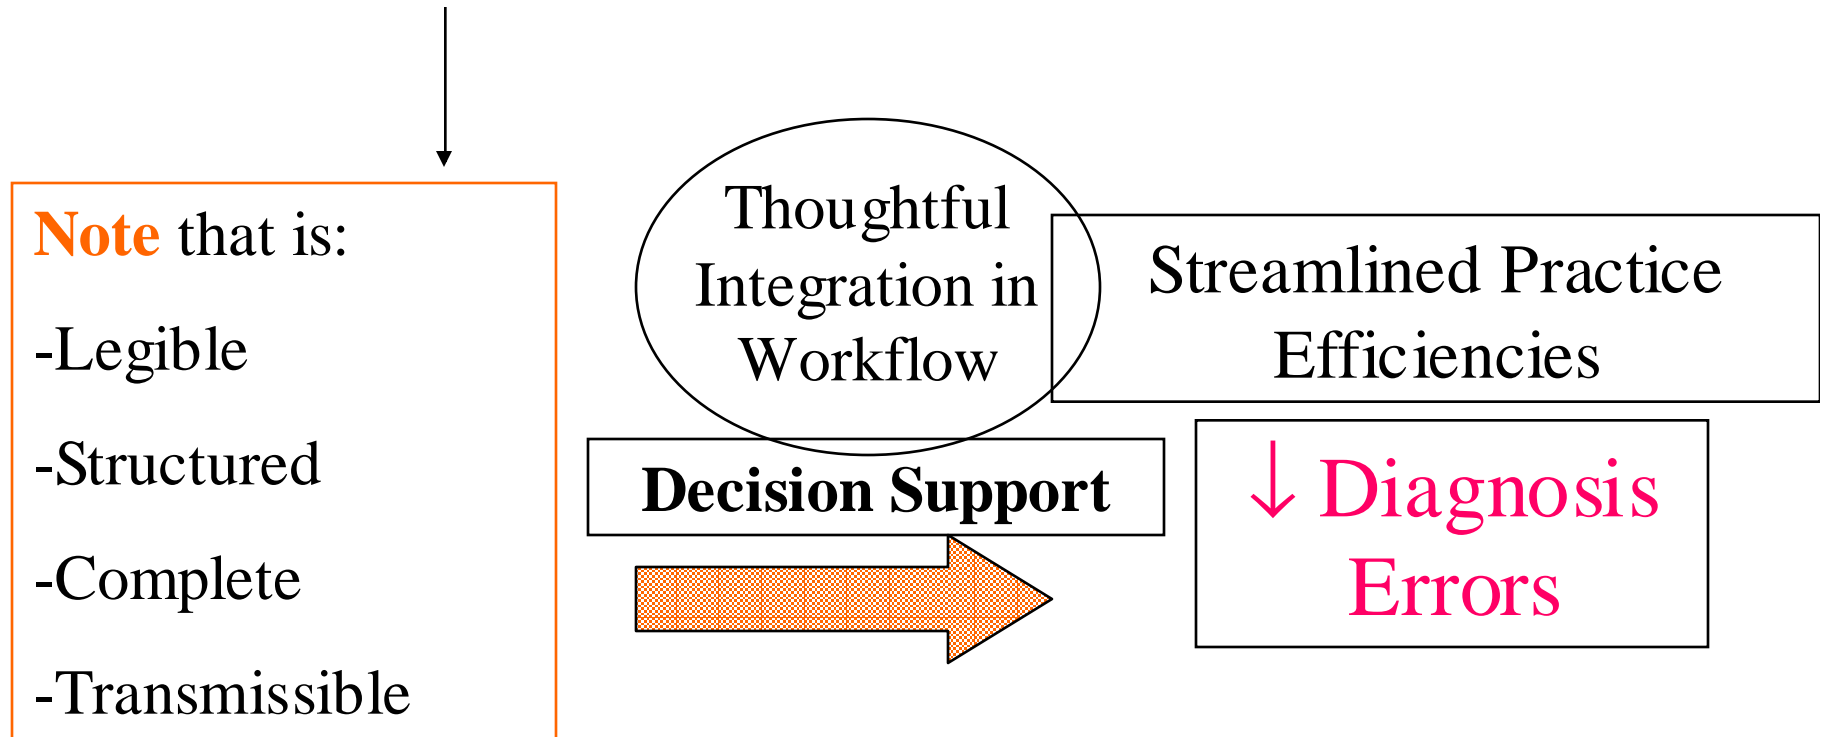 Note that is:
-Legible
-Structured
-Complete
-Transmissible
Thoughtful
Integration in
Workflow
Decision Support
Streamlined Practice
Efficiencies
↓ Diagnosis
Errors